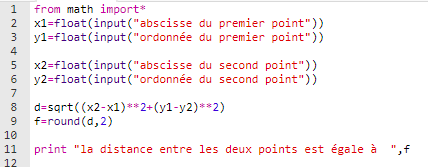 1 from math import*
2 x1=float(input("abscisse du premier point"))
3 y1=float(input("ordonnée du premier point"))
4
5 x2=float(input("abscisse du second point"))
6 y2=float(input("ordonnée du second point"))
7
8 d=sqrt((x2-x1)**2+(y1-y2)**2)
9 f=round(d,2)
10
11 print "la distance entre les deux points est égale à  ",f
12